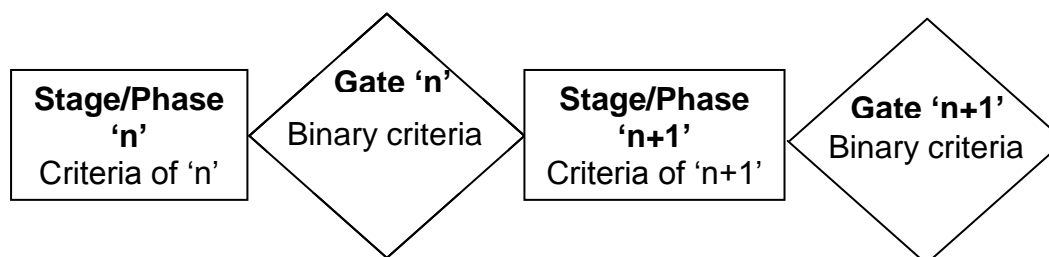 Stage/Phase
‘n’
Criteria of ‘n’
Gate ‘n’
Binary criteria
Stage/Phase
‘n+1’
Criteria of ‘n+1’
Gate ‘n+1’
Binary criteria